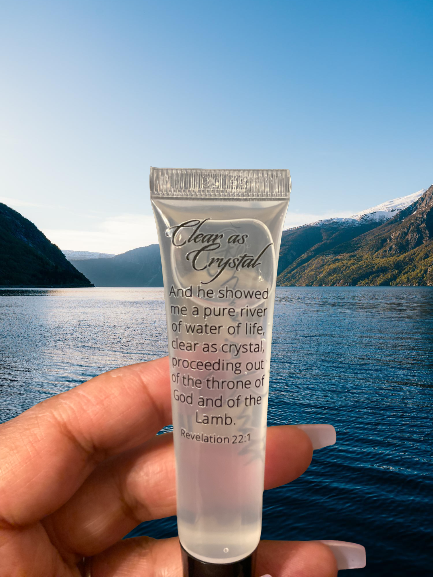 Clear as
Crystal
And he showed
me a pure river
of water of life,
clear as crystal,
proceeding out
of the throne of
God and of the
Lamb.
Revelation 22:1